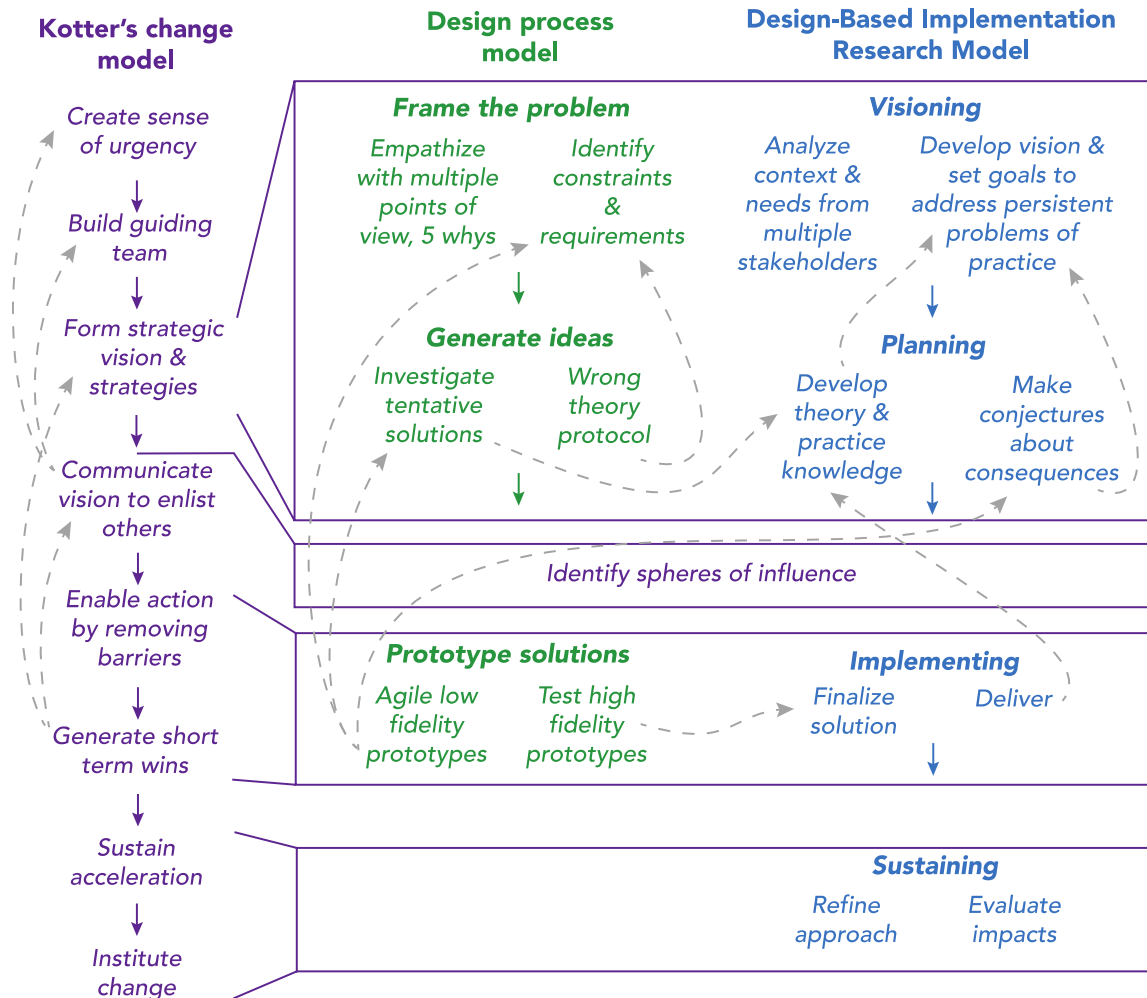 Kotter's change
model
Create sense
of urgency
Build guiding
team
Form strategic
vision &
strategies
Communicate
vision to enlist
others
Enable action
by removing
barriers
Generate short
term wins
Sustain
acceleration
Institute
change
Design process
model
Frame the problem
Empathize
with multiple
points of
view, 5 whys
Identify
constraints
&
requirements
Generate ideas
Investigate
tentative
solutions
Wrong
theory
protocol
Design-Based Implementation
Research Model
Visioning
Analyze
context &
needs from
multiple
stakeholders
Develop vision &
set goals to
address persistent
problems of
practice
Planning
Develop
theory &
practice
knowledge
Make
conjectures
about
consequences
Identify spheres of influence
Prototype solutions
Agile low
fidelity
prototypes
Test high
fidelity
prototypes
Implementing
Finalize
solution
Deliver
Sustaining
Refine
approach
Evaluate
impacts